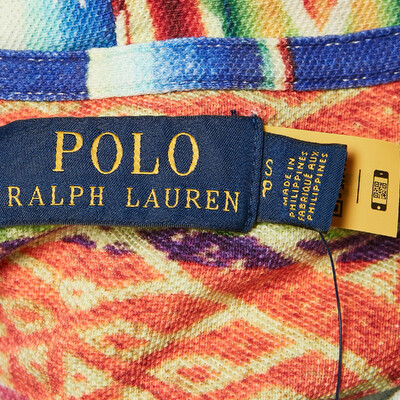 POLO
RALPH LAUREN
S
P
MADE IN
PHILIPPINES
FABRIQUÉ AUX
PHILIPPINES